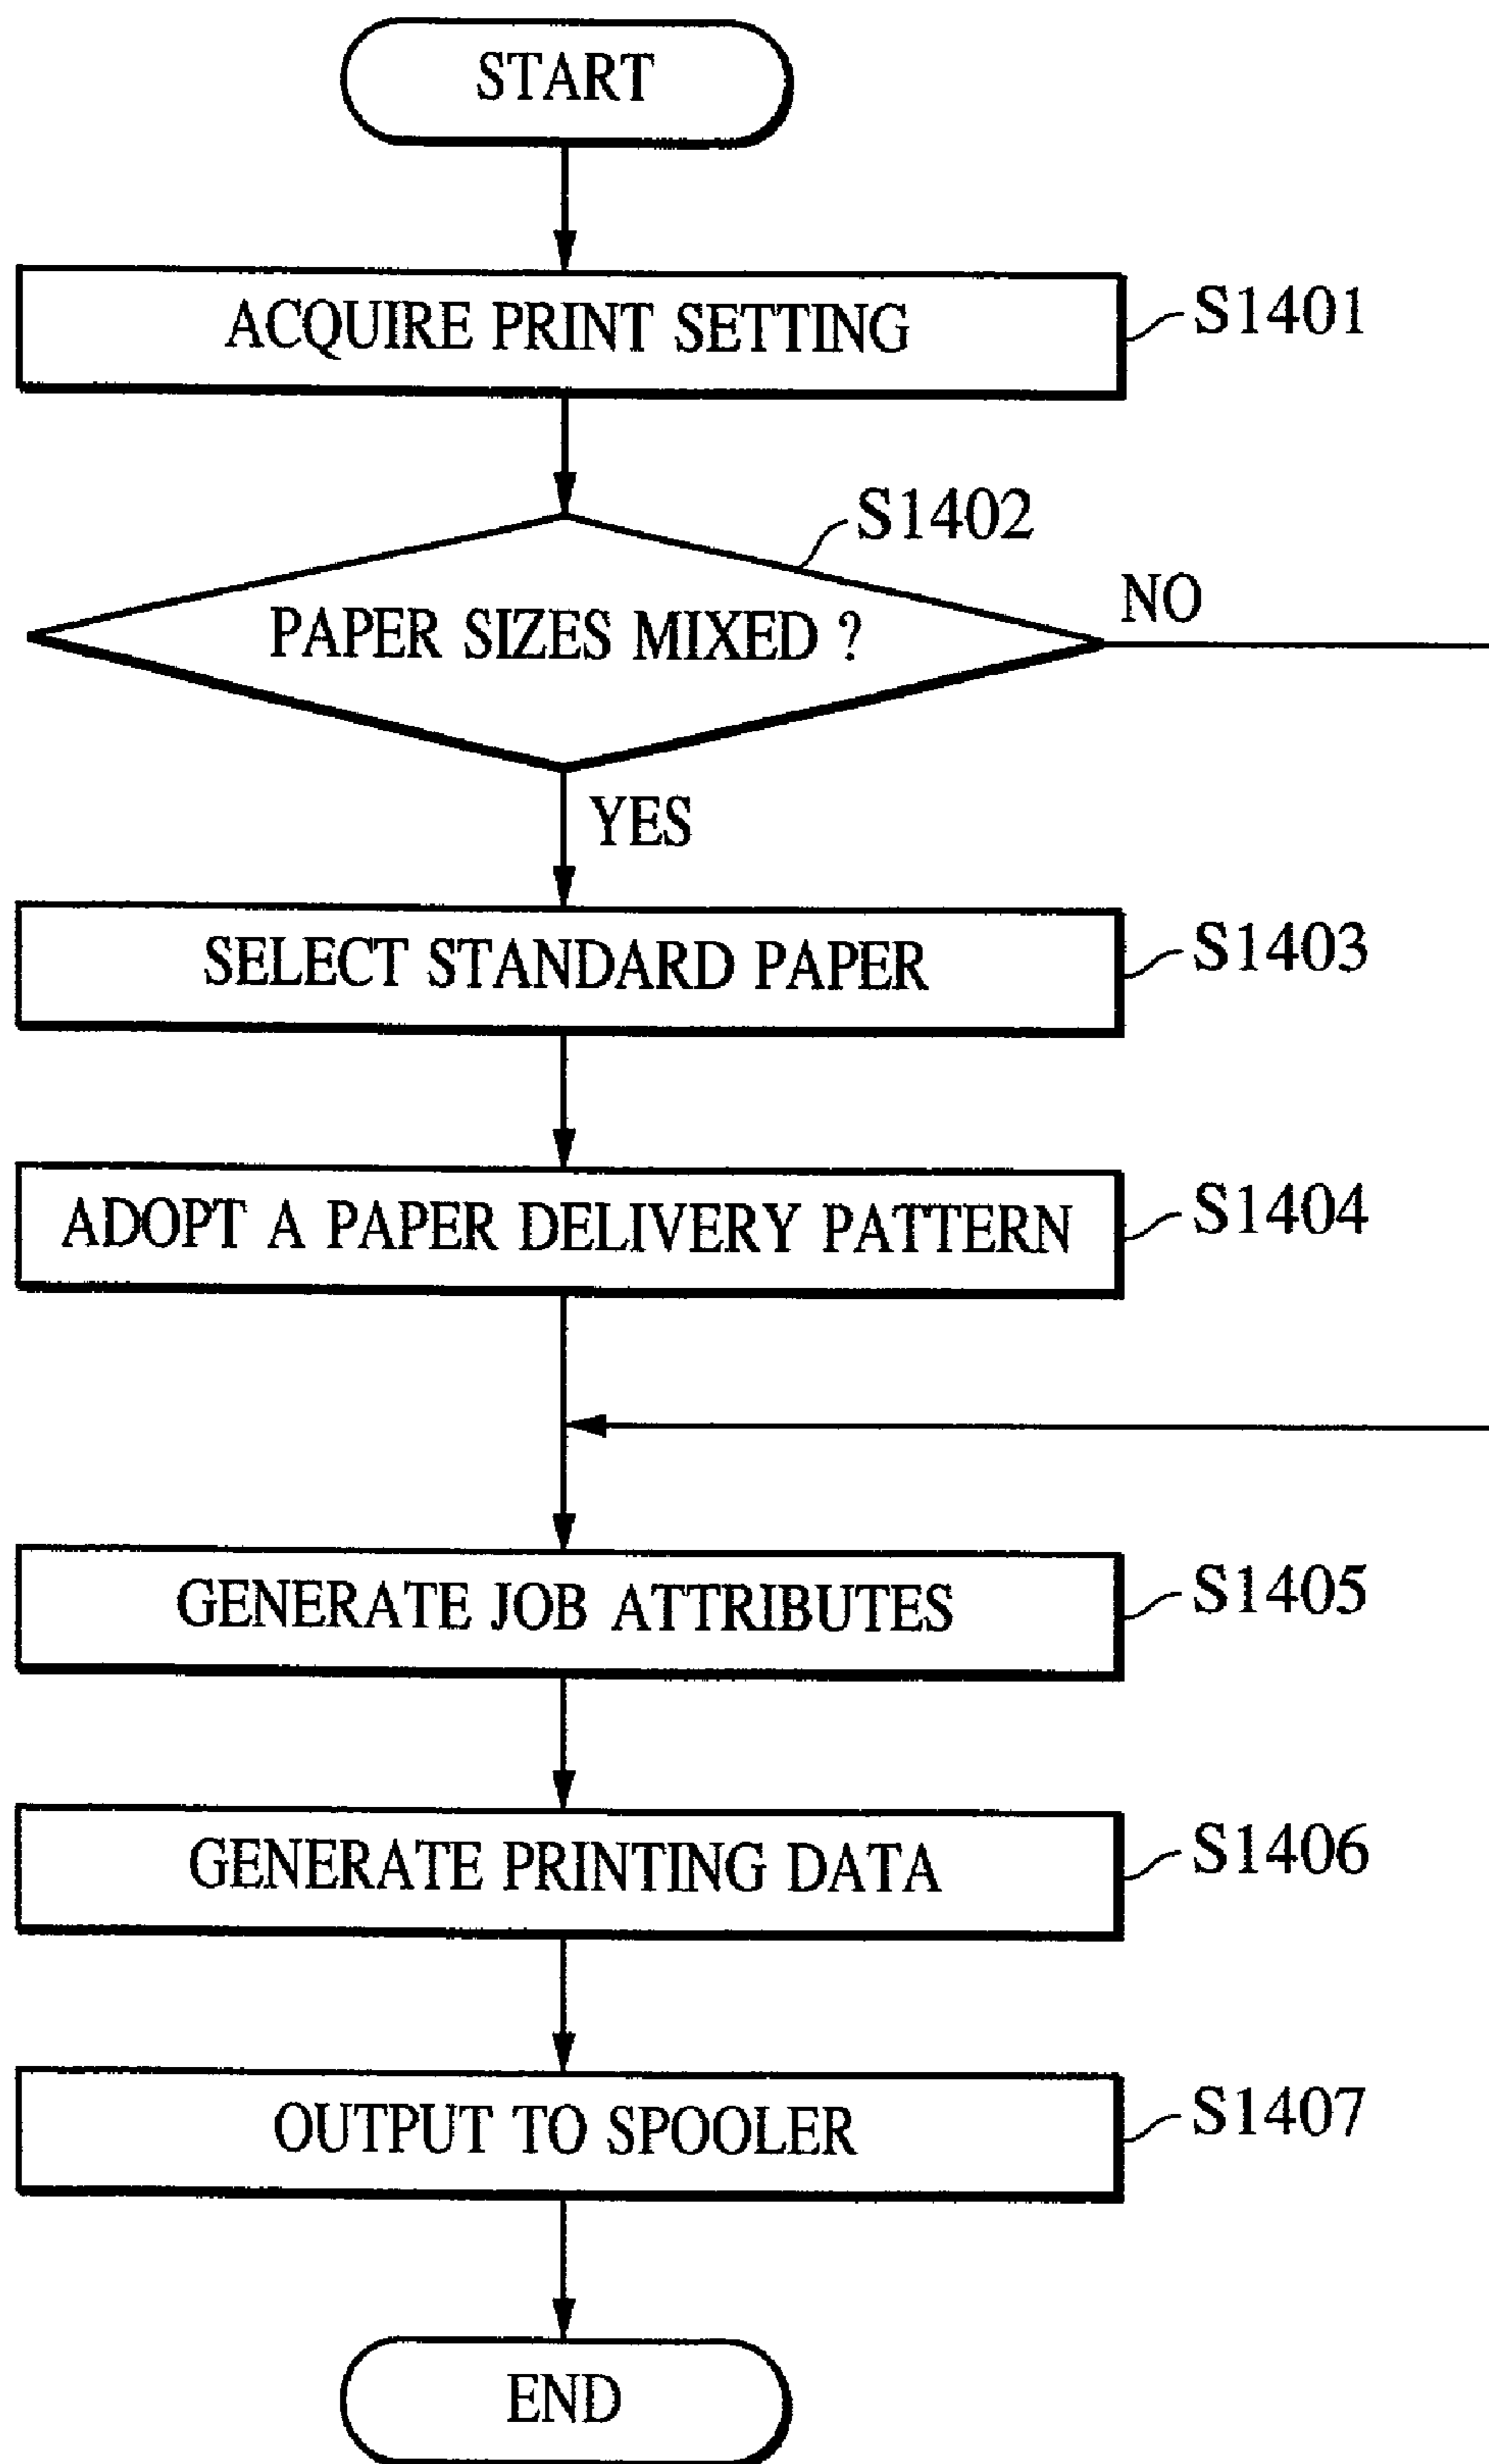 START
ACQUIRE PRINT SETTING
S1401
S1402
PAPER SIZES MIXED ?
NO
YES
SELECT STANDARD PAPER
S1403
ADOPT A PAPER DELIVERY PATTERN
S1404
GENERATE JOB ATTRIBUTES
S1405
GENERATE PRINTING DATA
S1406
OUTPUT TO SPOOLER
S1407
END